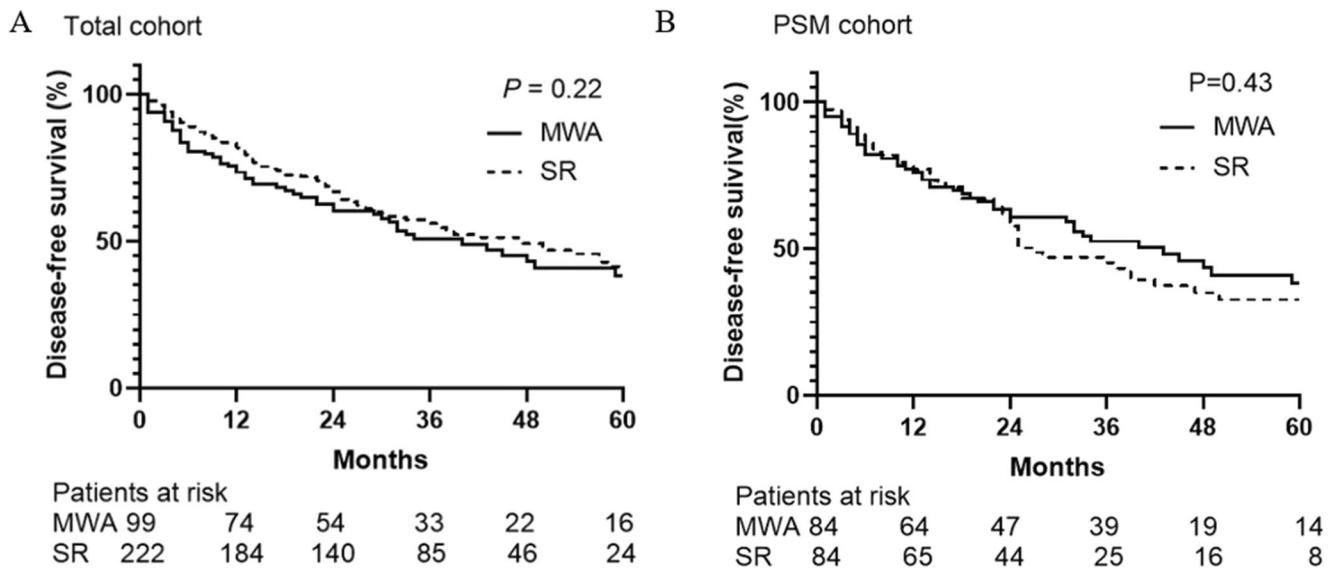 A Total cohort
Disease-free survival (%)
100
50
0
P = 0.22
MWA
SR
0 12 24 36 48 60
Months
Patients at risk
MWA 99 74 54 33 22 16
SR 222 184 140 85 46 24
B PSM cohort
Disease-free suivival(%)
100
50
0
P=0.43
MWA
SR
0 12 24 36 48 60
Months
Patients at risk
MWA 84 64 47 39 19 14
SR 84 65 44 25 16 8